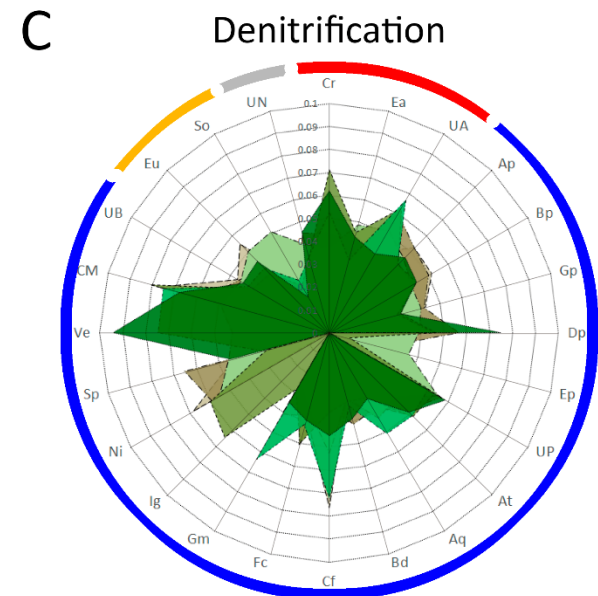 C
Denitrification
Cr
Ea
UA
Ap
Bp
Gp
Dp
Ep
UP
At
Aq
Bd
Cf
Fc
Gm
Ig
Ni
Sp
Ve
CM
UB
Eu
So
UN
0.1
0.09
0.08
0.07
0.06